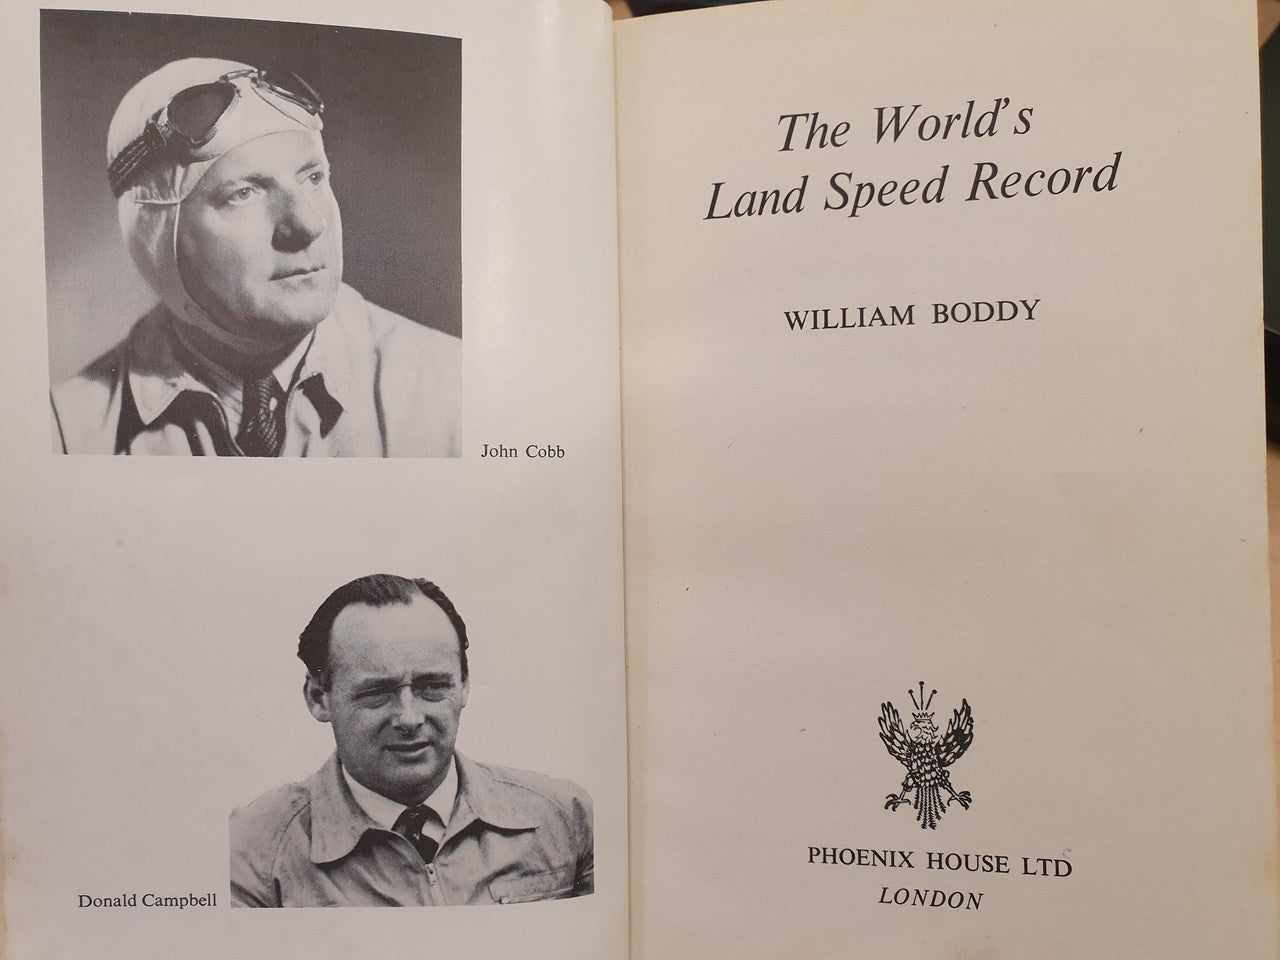 John Cobb
Donald Campbell
The World's
Land Speed Record
WILLIAM BODDY
PHOENIX HOUSE LTD
LONDON